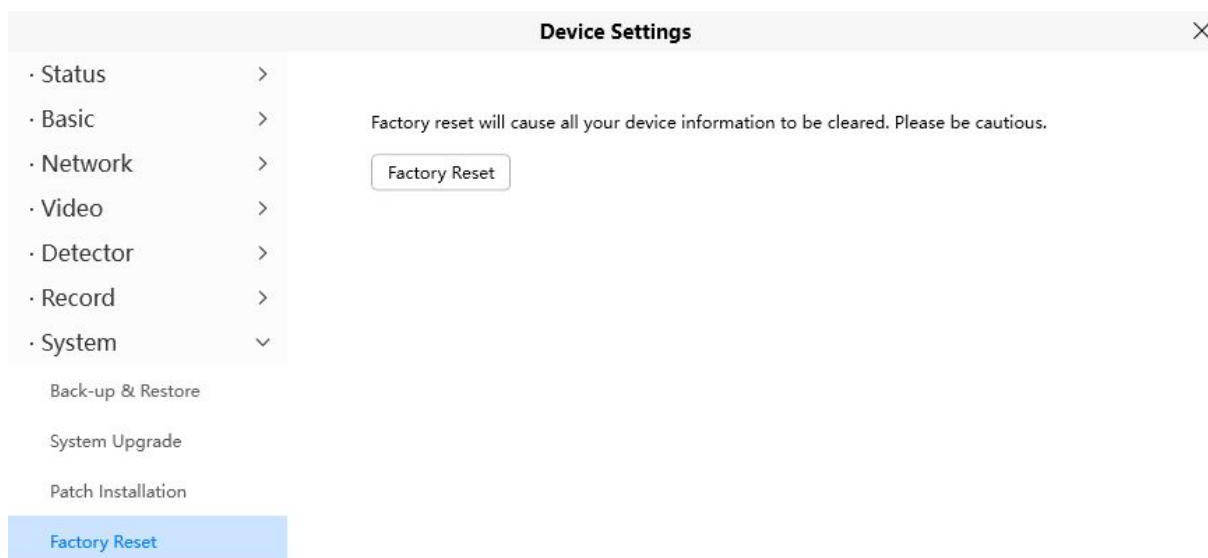 Device Settings
· Status
· Basic
· Network
· Video
· Detector
· Record
· System
Back-up & Restore
System Upgrade
Patch Installation
Factory Reset
Factory reset will cause all your device information to be cleared. Please be cautious.
Factory Reset